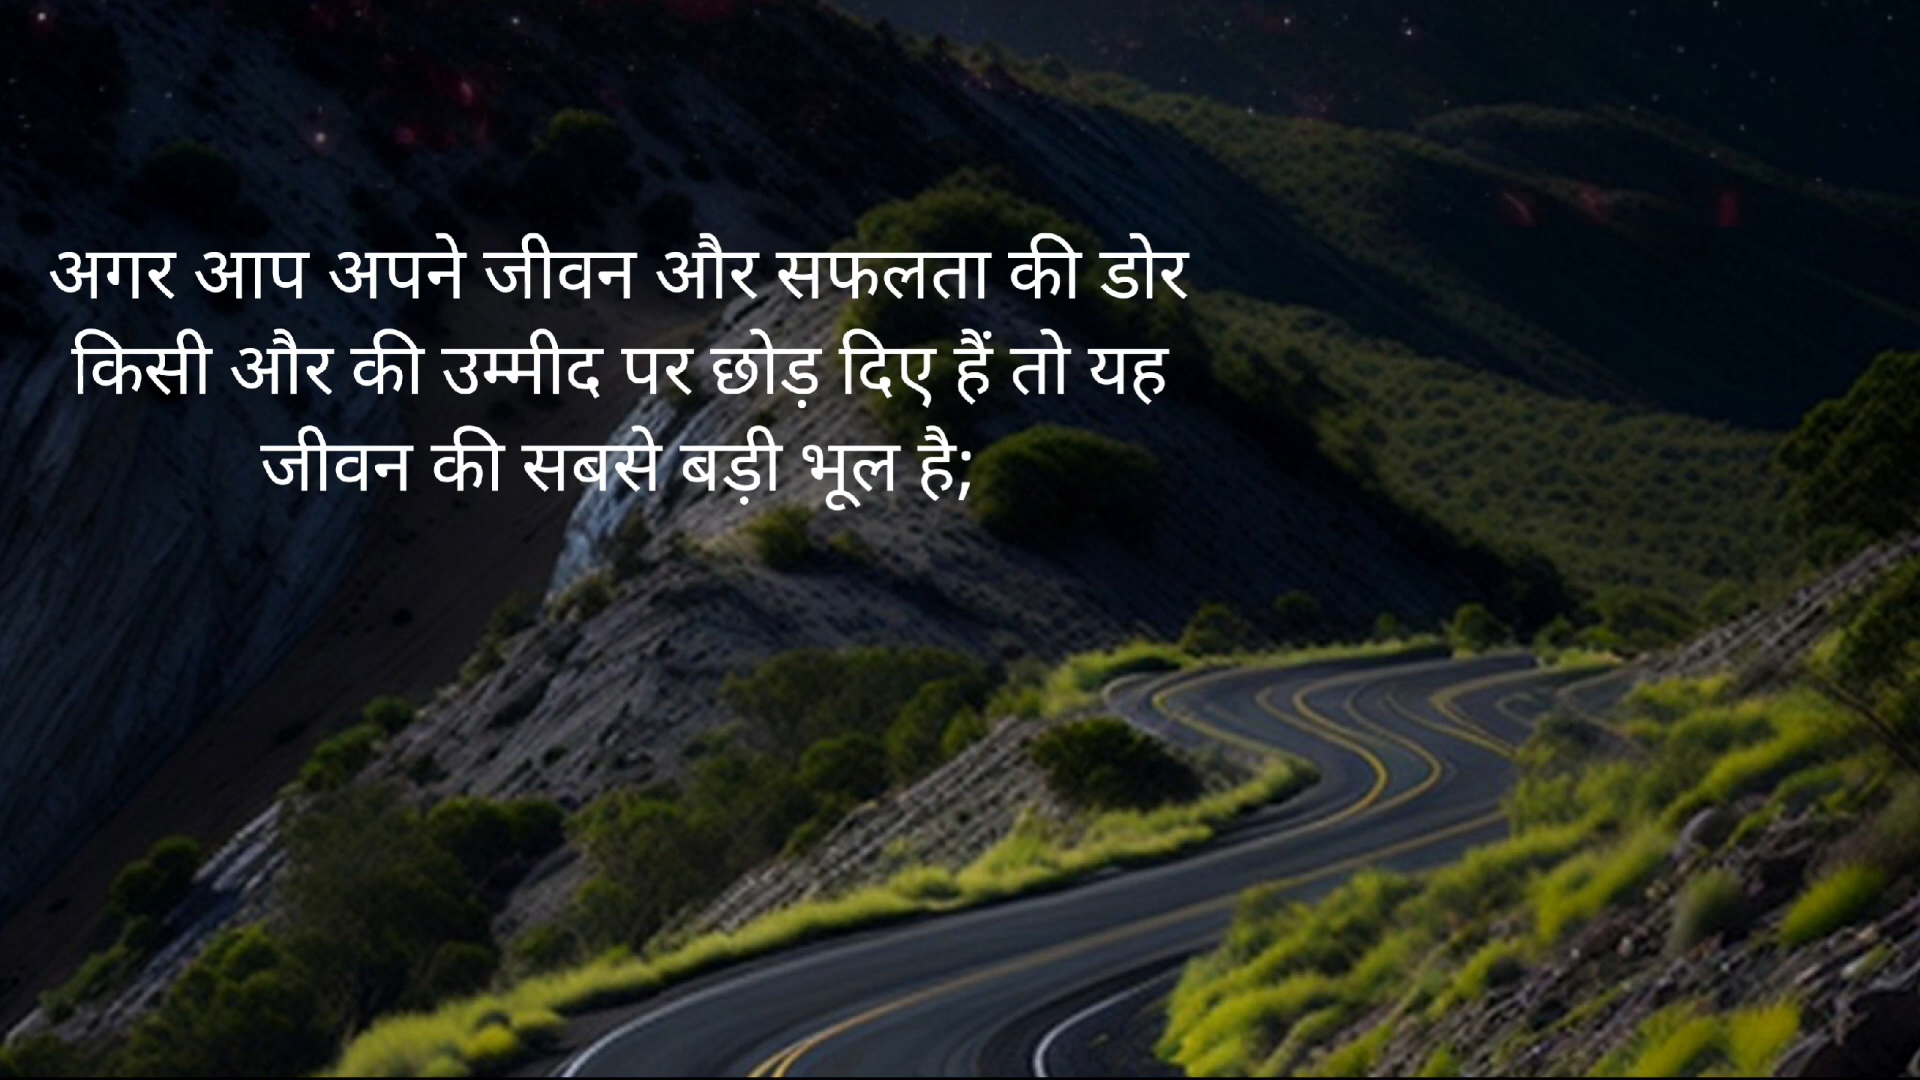 अगर आप अपने जीवन और सफलता की डोर
किसी और की उम्मीद पर छोड़ दिए हैं तो यह
जीवन की सबसे बड़ी भूल है;